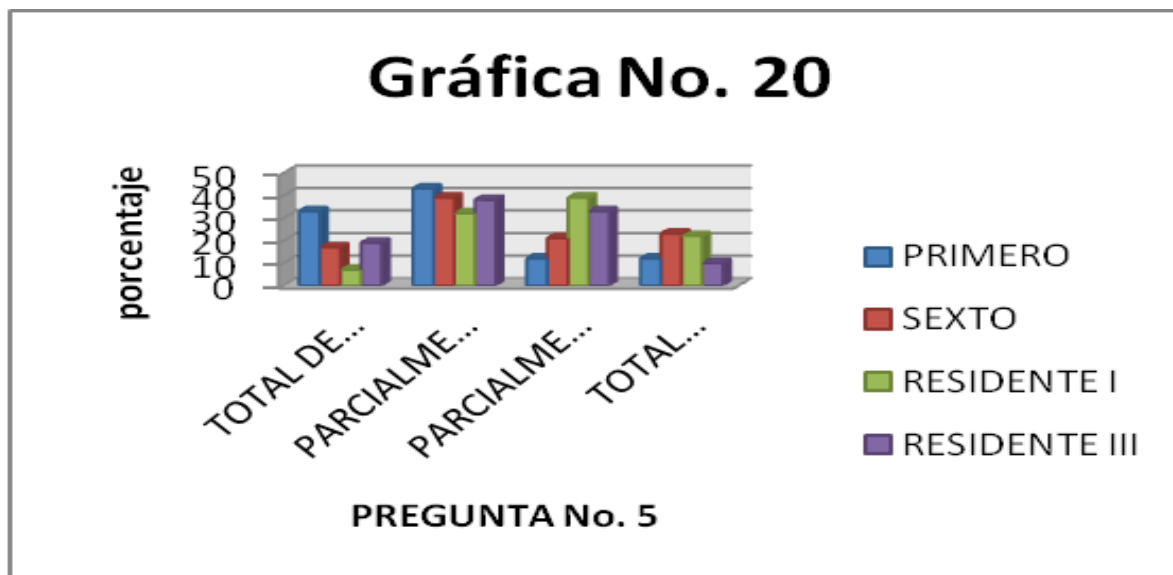 Gráfica No. 20
porcentaje
50
40
30
20
10
0
TOTAL DE...
PARCIALME...
PARCIALME...
TOTAL...
PREGUNTA No. 5
PRIMERO
SEXTO
RESIDENTE I
RESIDENTE III